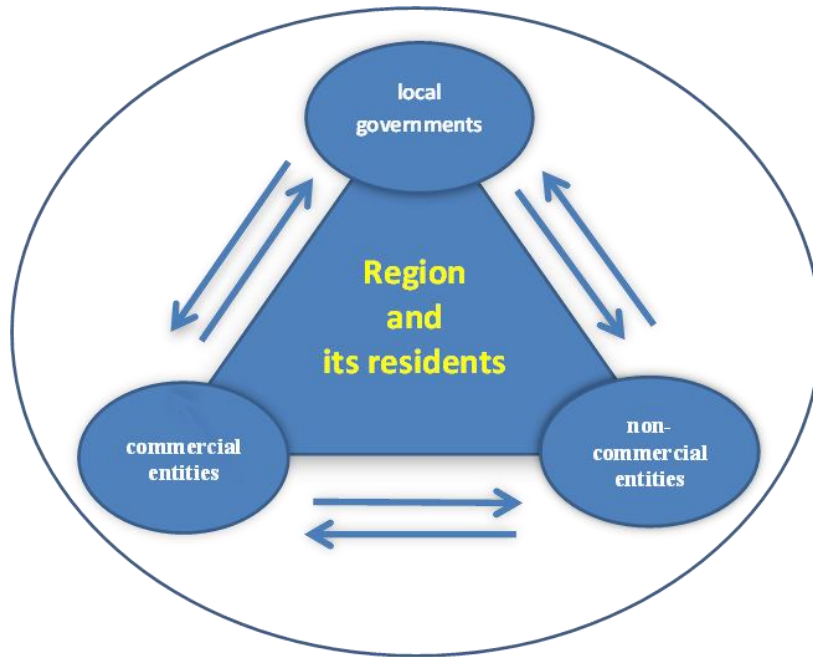 local
governments
Region
and
its residents
commercial
entities
non-
commercial
entities